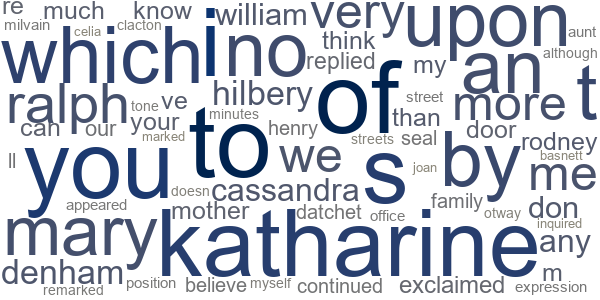 re much know william very upon
milvain celia clacton think aunt
which i no replied my an although t
ralph ve hilbery of more
tone minutes street than
can our your henry seal door rodney
marked streets basnett
ll you to we s by me
doesn joan
appeared cassandra family otway don
mary mother datchet office inquired any
katharine
denham m
remarked position believe myself continued exclaimed expression